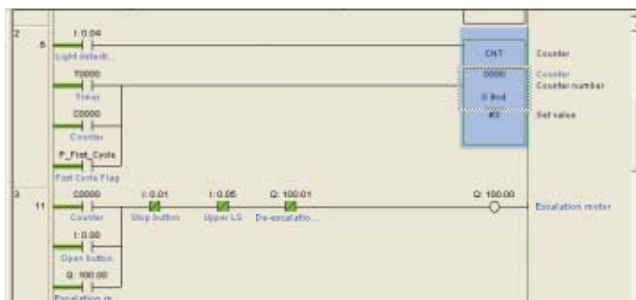 2
I: 0.04
8
Light detecti...
CNT
Counter
T0000
Timer
0000
0 Bcd
Counter
Counter number
C0000
Counter
#3
Set value
P_First_Cycle
First Cycle Flag
3
C0000
I: 0.01
I: 0.05
Q: 100.01
Q: 100.00
11
Counter
Stop button
Upper LS
De-escalatio...
Escalation motor
I: 0.00
Open button
Q: 100.00
Escalation m...